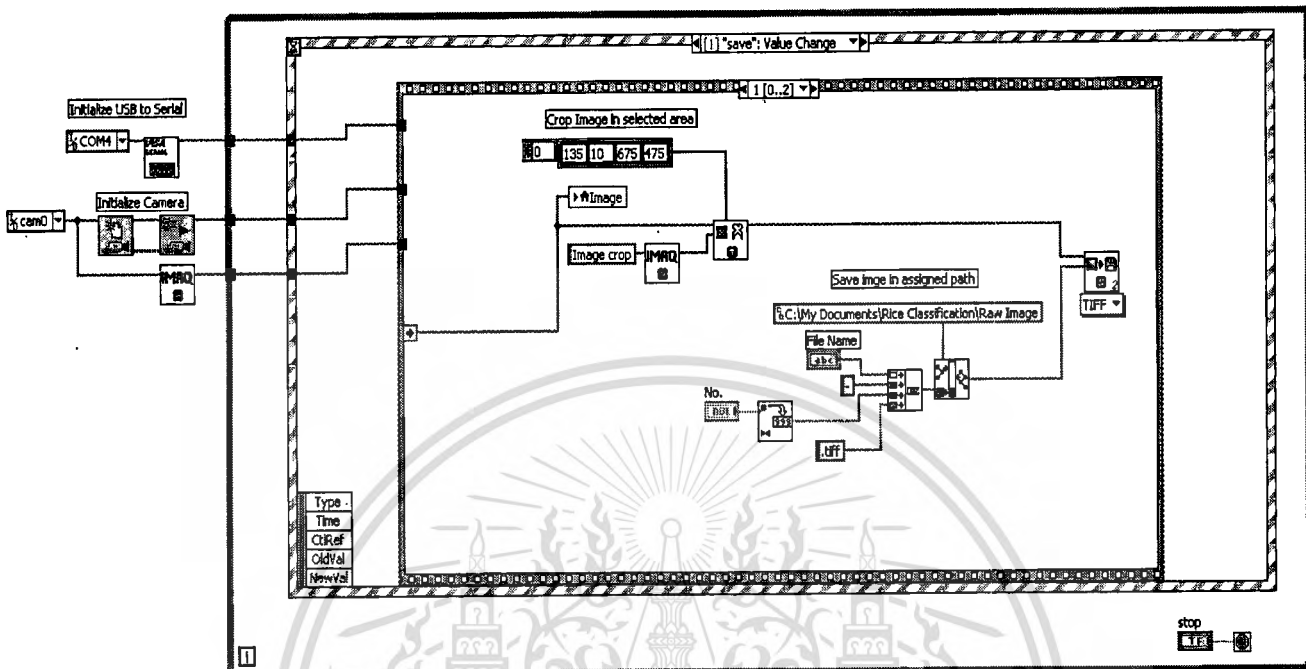 [1] "save": Value Change
1 [0..2]
Initialize USB to Serial
COM4
Crop Image in selected area
0 135 10 675 475
Image
Initialize Camera
cam0
IMAQ
Image crop
IMAQ
Save imge in assigned path
TIFF
C:\My Documents\Rice Classification\Raw Image
File Name
abc
-
No.
.tiff
Type
Time
CtlRef
OldVal
NewVal
stop
TF
i